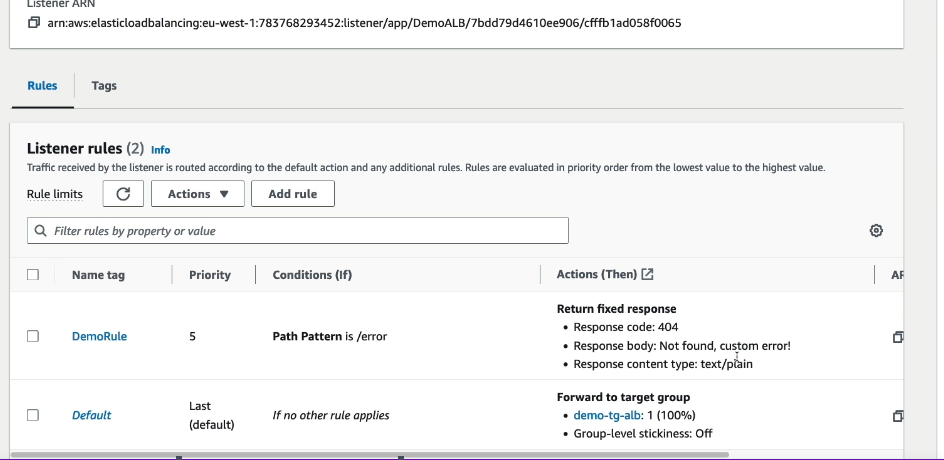 Listener ARN
arn:aws:elasticloadbalancing:eu-west-1:783768293452:listener/app/DemoALB/7bdd79d4610ee906/cfffb1ad058f0065
Rules
Tags
Listener rules (2) Info
Traffic received by the listener is routed according to the default action and any additional rules. Rules are evaluated in priority order from the lowest value to the highest value.
Rule limits
Actions
Add rule
Filter rules by property or value
Name tag
Priority
Conditions (If)
Actions (Then)
DemoRule
5
Path Pattern is /error
Return fixed response
• Response code: 404
• Response body: Not found, custom error!
• Response content type: text/plain
Default
Last
(default)
If no other rule applies
Forward to target group
• demo-tg-alb: 1 (100%)
• Group-level stickiness: Off